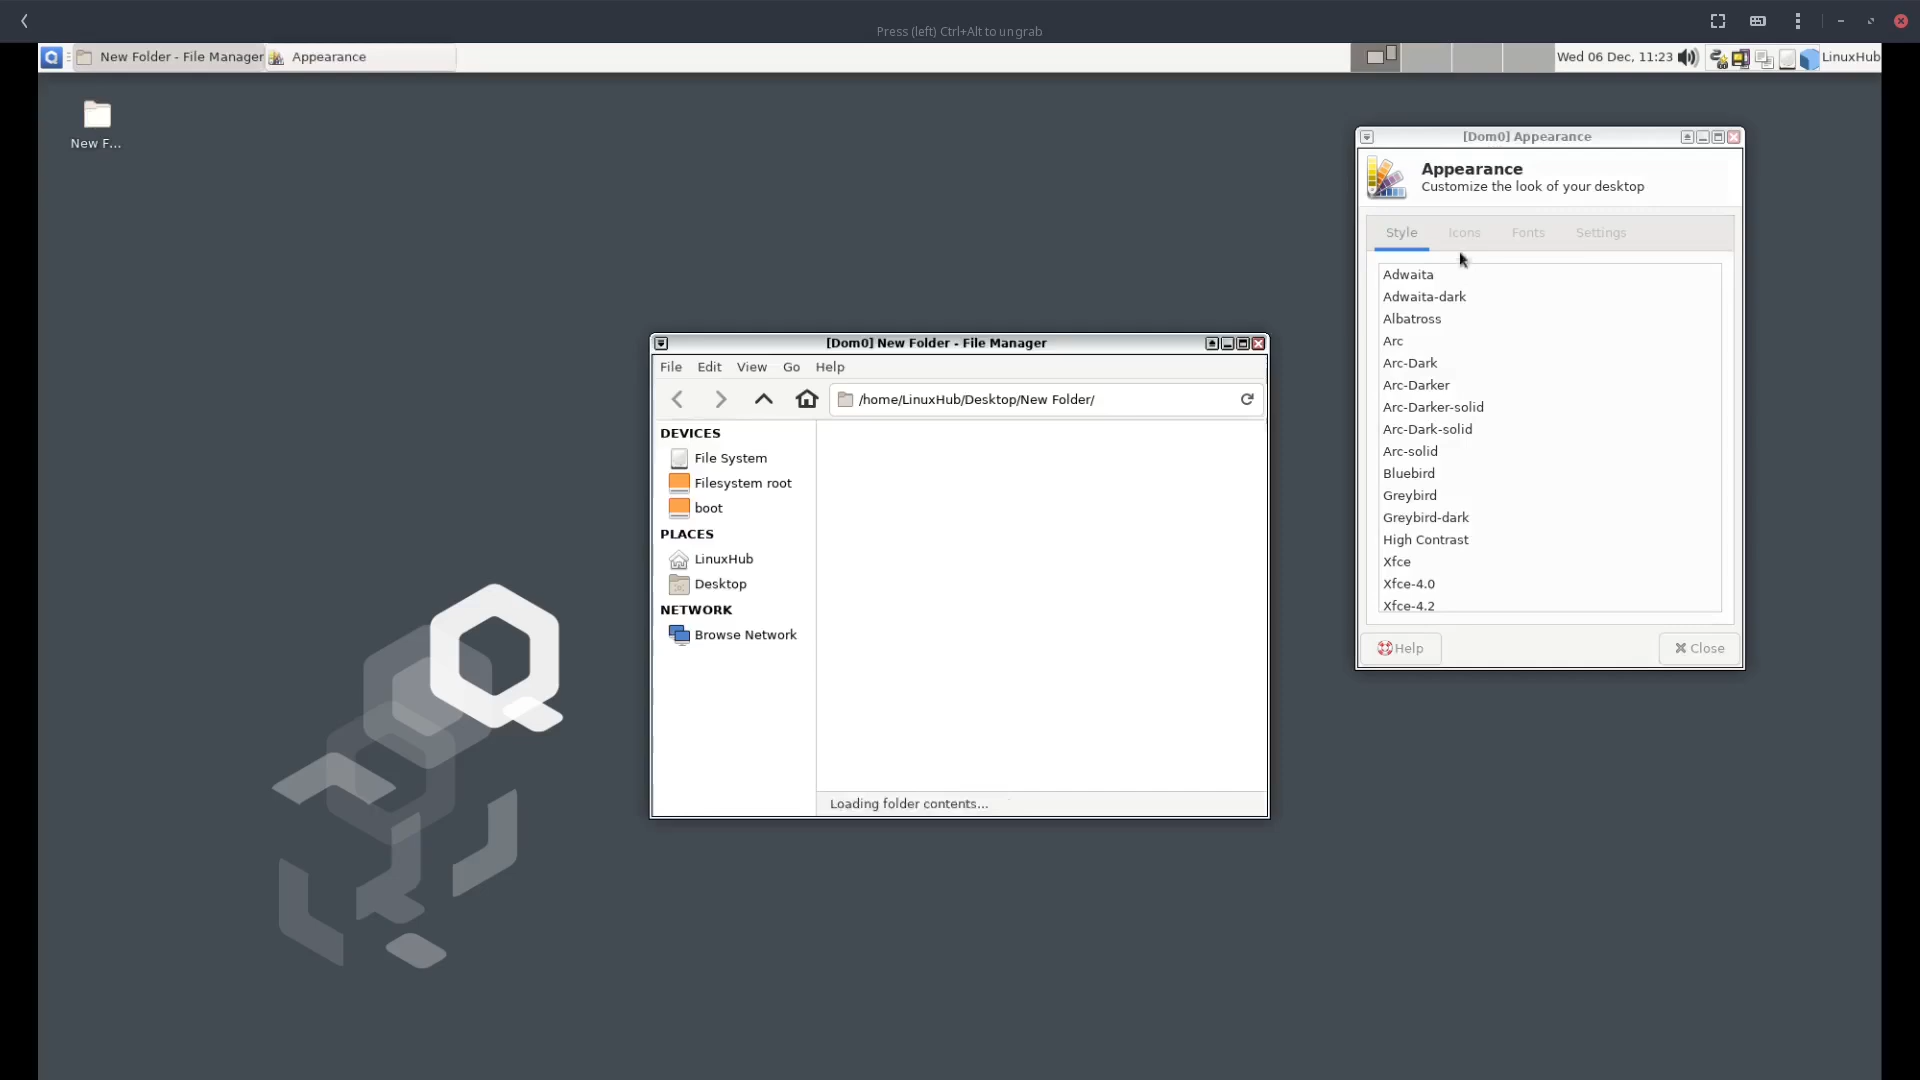 Press (left) Ctrl+Alt to ungrab
New Folder - File Manager
Appearance
Wed 06 Dec, 11:23
LinuxHub
New F...
[Dom0] Appearance
Appearance
Customize the look of your desktop
Style Icons Fonts Settings
Adwaita
Adwaita-dark
Albatross
Arc
Arc-Dark
Arc-Darker
Arc-Darker-solid
Arc-Dark-solid
Arc-solid
Bluebird
Greybird
Greybird-dark
High Contrast
Xfce
Xfce-4.0
Xfce-4.2
Help
Close
[Dom0] New Folder - File Manager
File Edit View Go Help
/home/LinuxHub/Desktop/New Folder/
DEVICES
File System
Filesystem root
boot
PLACES
LinuxHub
Desktop
NETWORK
Browse Network
Loading folder contents...